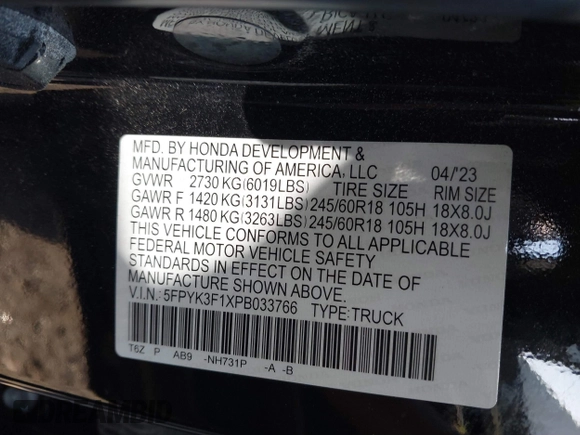 MFD. BY HONDA DEVELOPMENT &
MANUFACTURING OF AMERICA, LLC 04/'23
GVWR 2730 KG(6019LBS) TIRE SIZE RIM SIZE
GAWR F 1420 KG(3131LBS) 245/60R18 105H 18X8.0J
GAWR R 1480 KG(3263LBS) 245/60R18 105H 18X8.0J
THIS VEHICLE CONFORMS TO ALL APPLICABLE
FEDERAL MOTOR VEHICLE SAFETY
STANDARDS IN EFFECT ON THE DATE OF
MANUFACTURE SHOWN ABOVE.
V.I.N.: 5FPYK3F1XPB033766 TYPE:TRUCK
T6Z P AB9 -NH731P -A -B
DREAMBID